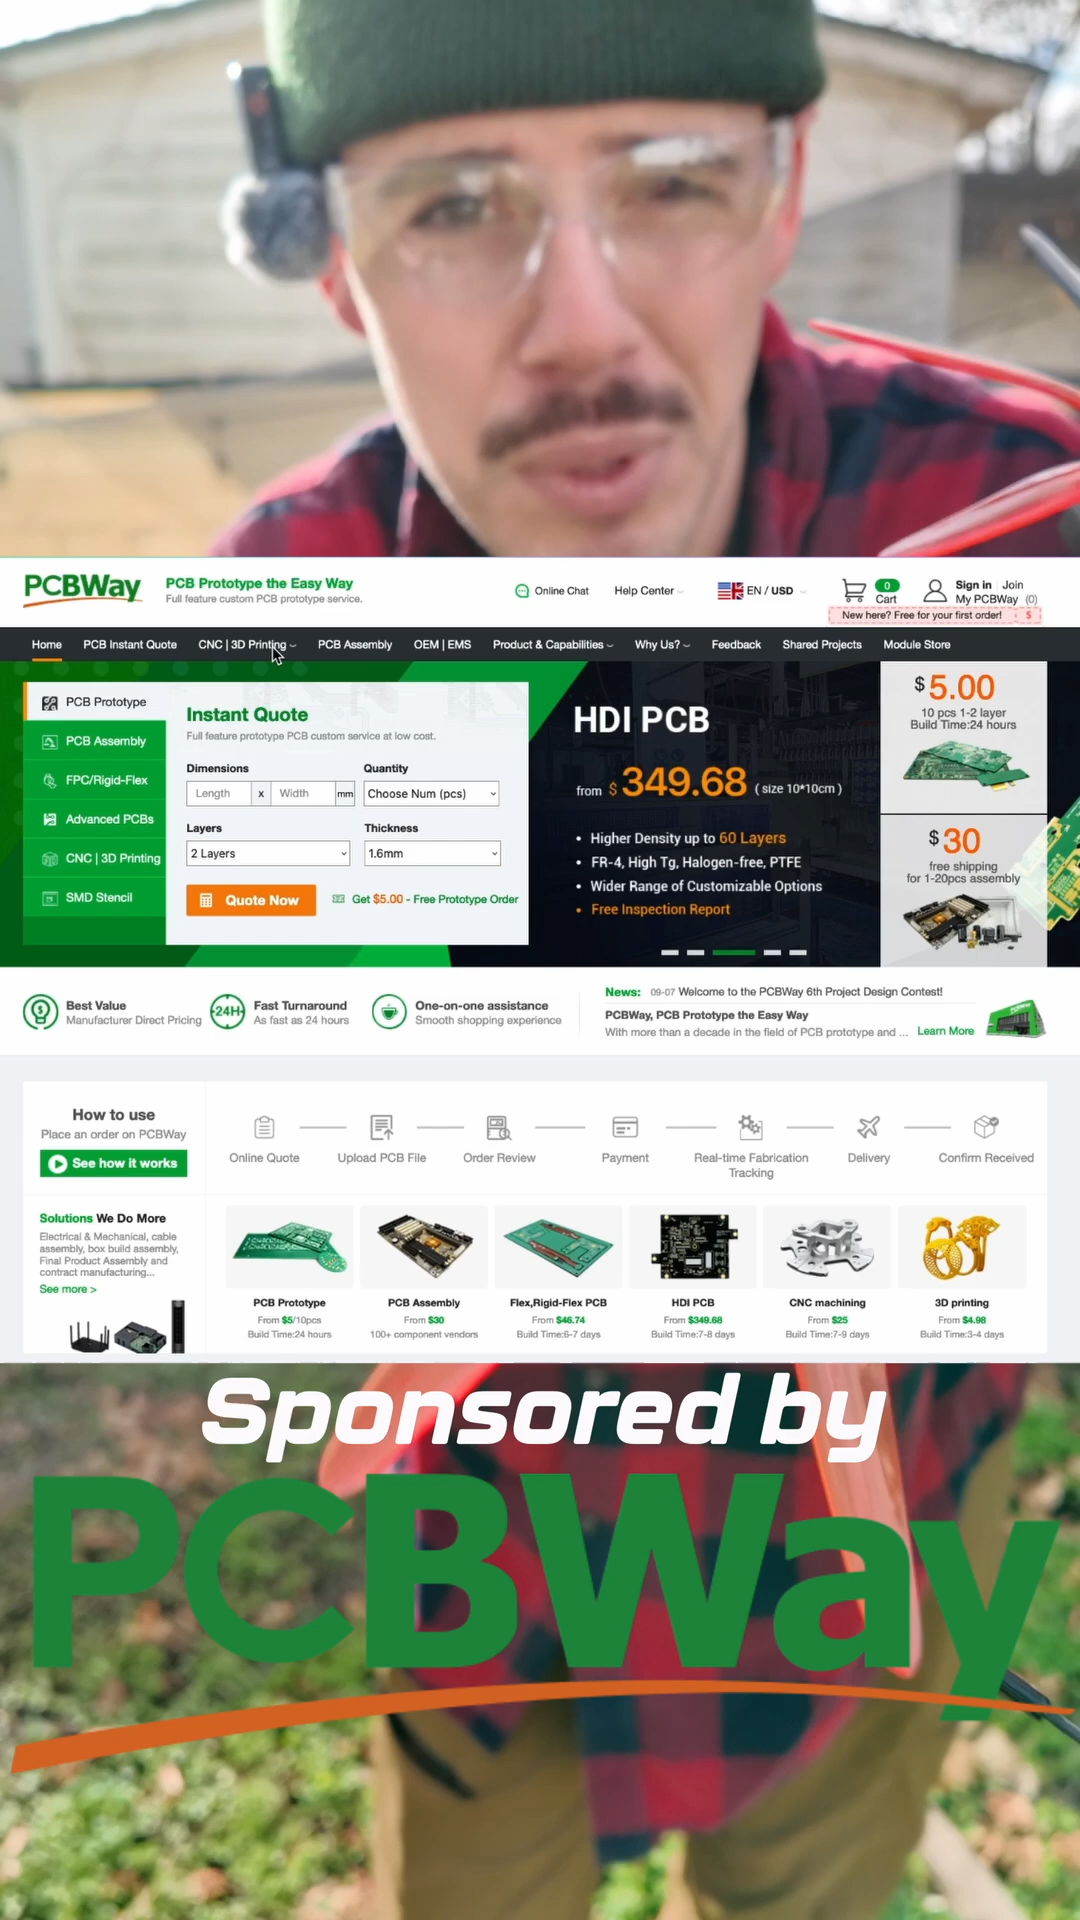 PCBWay
PCB Prototype the Easy Way
Full feature custom PCB prototype service.
Online Chat
Help Center
EN / USD
0
Cart
Sign in | Join
My PCBWay (0)
New here? Free for your first order! $
Home
PCB Instant Quote
CNC | 3D Printing
PCB Assembly
OEM | EMS
Product & Capabilities
Why Us?
Feedback
Shared Projects
Module Store
PCB Prototype
PCB Assembly
FPC/Rigid-Flex
Advanced PCBs
CNC | 3D Printing
SMD Stencil
Instant Quote
Full feature prototype PCB custom service at low cost.
Dimensions
Quantity
Length x Width mm
Choose Num (pcs)
Layers
Thickness
2 Layers
1.6mm
Quote Now
Get $5.00 - Free Prototype Order
HDI PCB
from $ 349.68 ( size 10*10cm )
• Higher Density up to 60 Layers
• FR-4, High Tg, Halogen-free, PTFE
• Wider Range of Customizable Options
• Free Inspection Report
$5.00
10 pcs 1-2 layer
Build Time:24 hours
$30
free shipping
for 1-20pcs assembly
Best Value
Manufacturer Direct Pricing
24H
Fast Turnaround
As fast as 24 hours
One-on-one assistance
Smooth shopping experience
News: 09-07 Welcome to the PCBWay 6th Project Design Contest!
PCBWay, PCB Prototype the Easy Way
With more than a decade in the field of PCB prototype and ... Learn More
How to use
Place an order on PCBWay
See how it works
Online Quote
Upload PCB File
Order Review
Payment
Real-time Fabrication
Tracking
Delivery
Confirm Received
Solutions We Do More
Electrical & Mechanical, cable
assembly, box build assembly,
Final Product Assembly and
contract manufacturing...
See more >
PCB Prototype
From $5/10pcs
Build Time:24 hours
PCB Assembly
From $30
100+ component vendors
Flex,Rigid-Flex PCB
From $46.74
Build Time:6-7 days
HDI PCB
From $349.68
Build Time:7-8 days
CNC machining
From $25
Build Time:7-9 days
3D printing
From $4.98
Build Time:3-4 days
Sponsored by
PCBWay